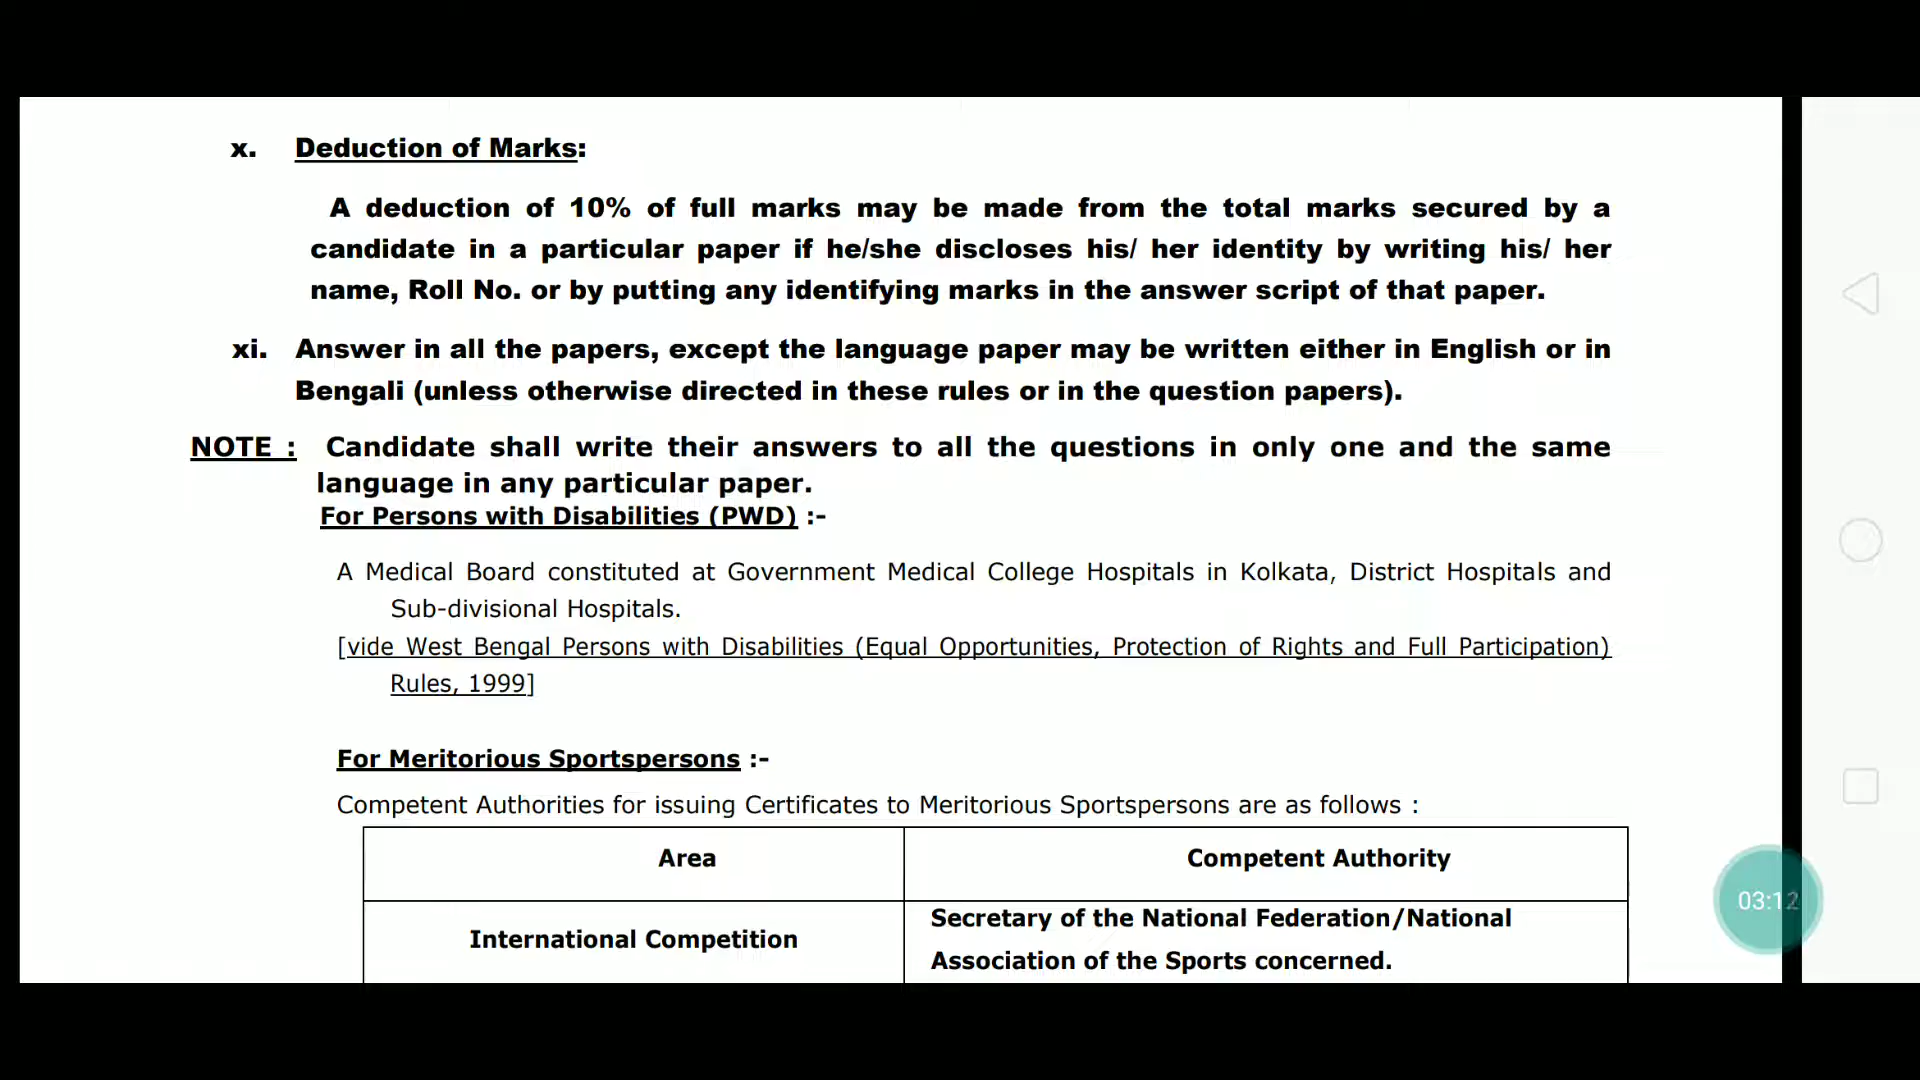 x. Deduction of Marks:
A deduction of 10% of full marks may be made from the total marks secured by a
candidate in a particular paper if he/she discloses his/ her identity by writing his/ her
name, Roll No. or by putting any identifying marks in the answer script of that paper.
xi. Answer in all the papers, except the language paper may be written either in English or in
Bengali (unless otherwise directed in these rules or in the question papers).
NOTE : Candidate shall write their answers to all the questions in only one and the same
language in any particular paper.
For Persons with Disabilities (PWD) :-
A Medical Board constituted at Government Medical College Hospitals in Kolkata, District Hospitals and
Sub-divisional Hospitals.
[vide West Bengal Persons with Disabilities (Equal Opportunities, Protection of Rights and Full Participation)
Rules, 1999]
For Meritorious Sportspersons :-
Competent Authorities for issuing Certificates to Meritorious Sportspersons are as follows :
Area Competent Authority
International Competition
Secretary of the National Federation/National
Association of the Sports concerned.
03:12